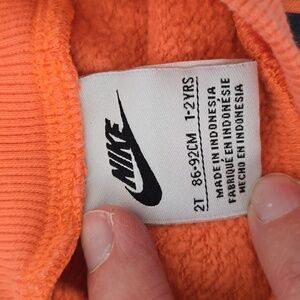 NIKE
2T 86-92CM 1-2YRS
MADE IN INDONESIA
FABRIQUÉ EN INDONÉSIE
HECHO EN INDONESIA